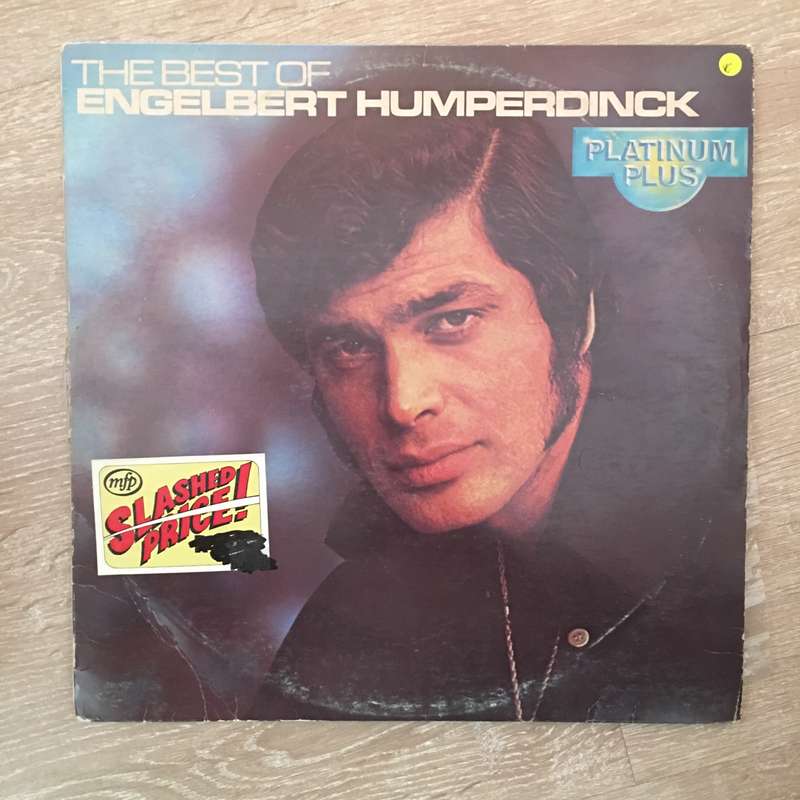 THE BEST OF
ENGELBERT HUMPERDINCK
PLATINUM
PLUS
mfp
SLASHED
PRICE!